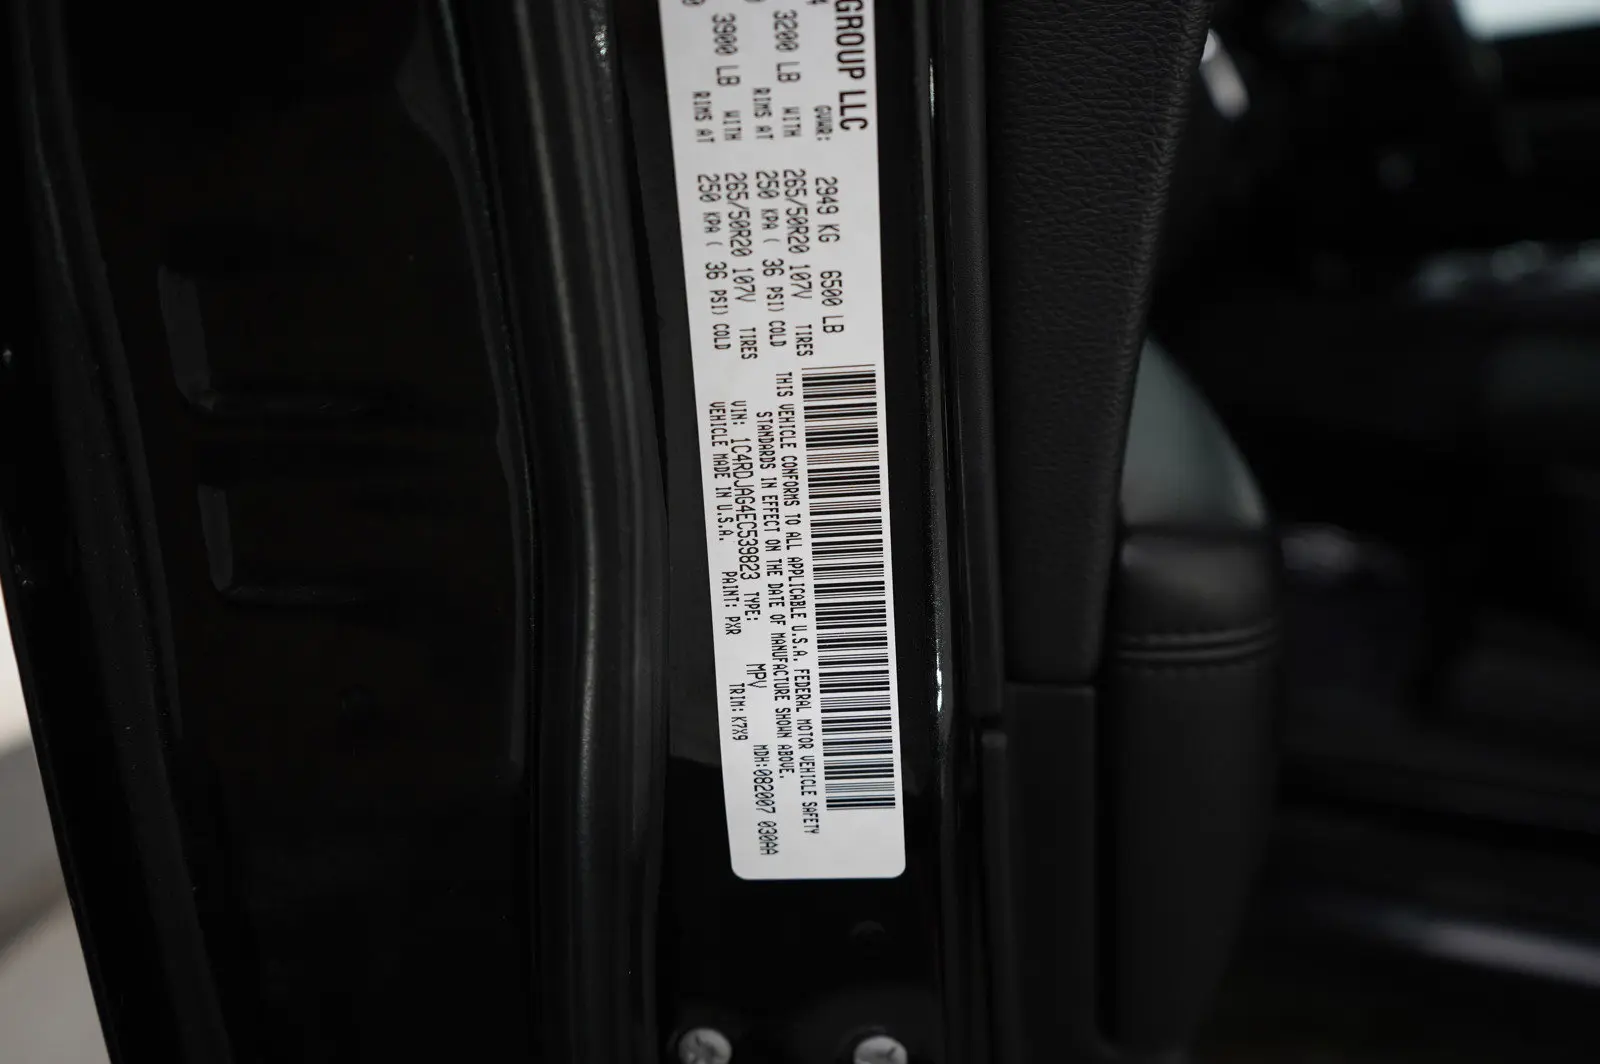 GROUP LLC
4
GVWR: 2949 KG 6500 LB
3200 LB WITH 265/50R20 107V TIRES
RIMS AT 250 KPA ( 36 PSI) COLD
3900 LB WITH 265/50R20 107V TIRES
0 RIMS AT 250 KPA ( 36 PSI) COLD
THIS VEHICLE CONFORMS TO ALL APPLICABLE U.S.A. FEDERAL MOTOR VEHICLE SAFETY
STANDARDS IN EFFECT ON THE DATE OF MANUFACTURE SHOWN ABOVE.
VIN: 1C4RDJAG4EC539823 TYPE: MPV MDH:082007 030AA
VEHICLE MADE IN U.S.A. PAINT: PXR TRIM: K7X9